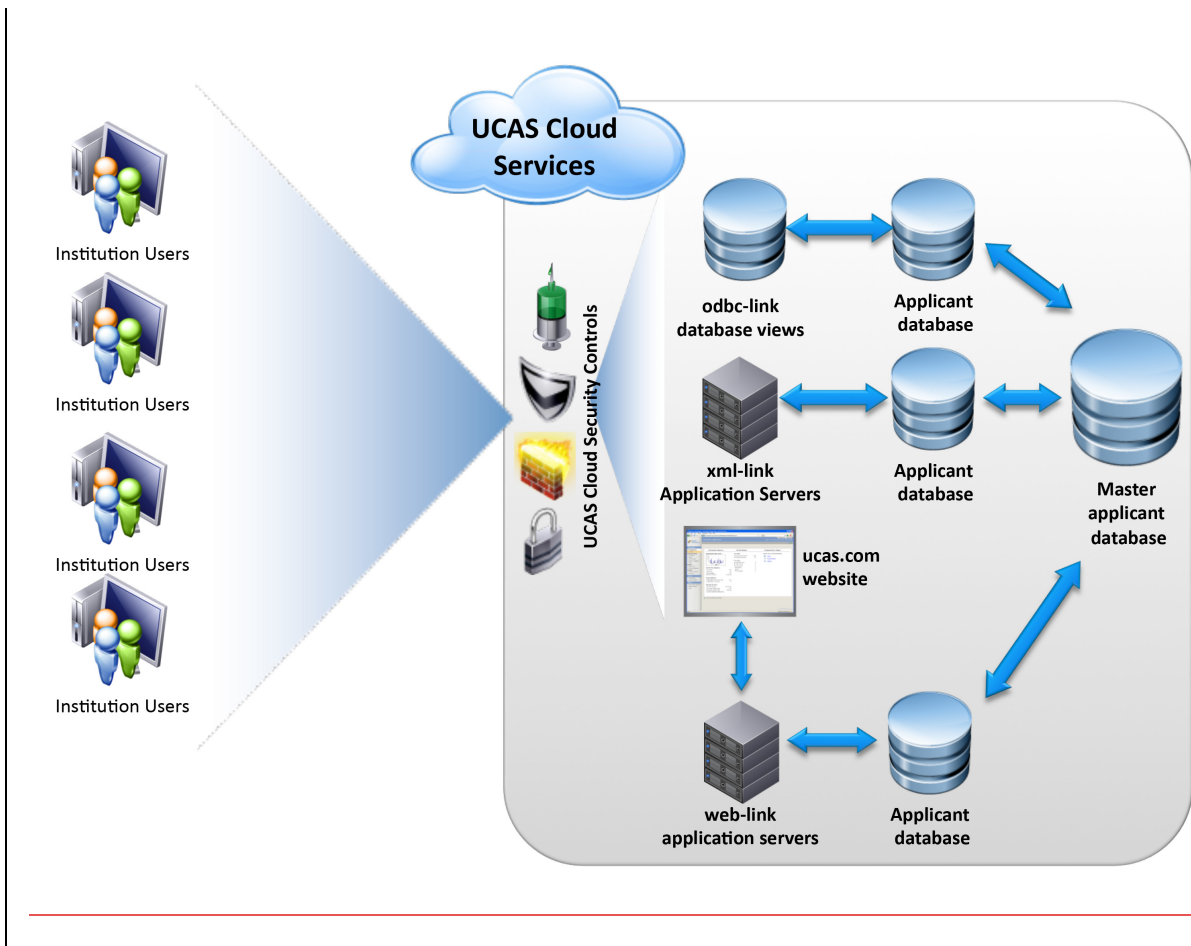 UCAS Cloud
Services
Institution Users
Institution Users
Institution Users
Institution Users
UCAS Cloud Security Controls
odbc-link
database views
Applicant
database
xml-link
Application Servers
Applicant
database
Master
applicant
database
ucas.com
website
web-link
application servers
Applicant
database